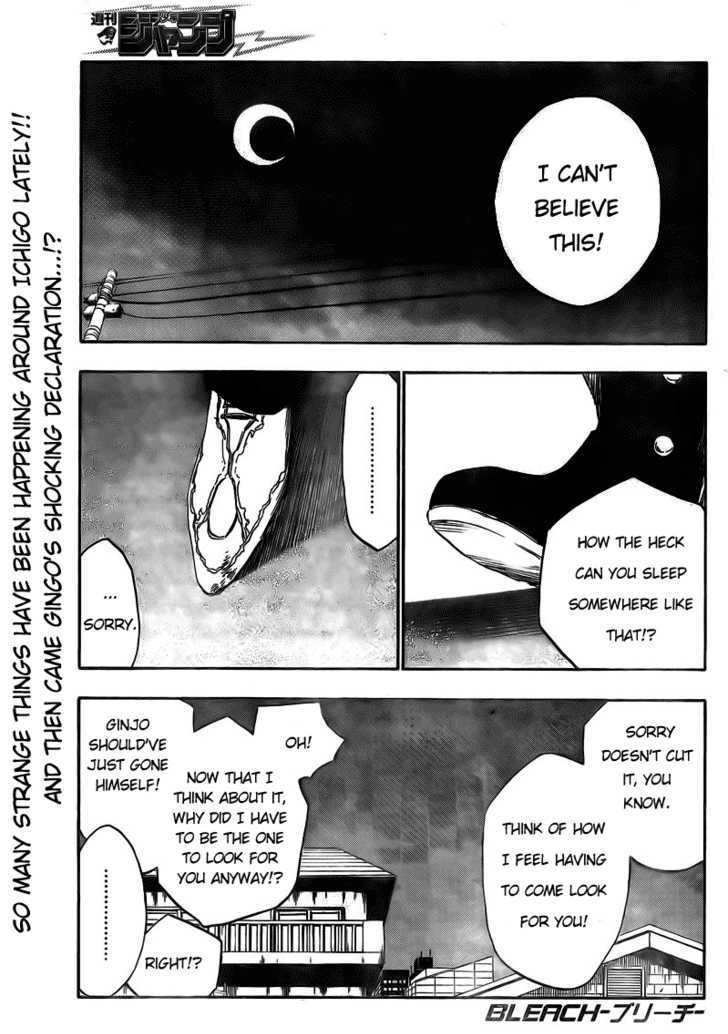 週刊 少年
ジャンプ
SO MANY STRANGE THINGS HAVE BEEN HAPPENING AROUND ICHIGO LATELY!!
AND THEN CAME GINGO'S SHOCKING DECLARATION...!?
I CAN'T
BELIEVE
THIS!
HOW THE HECK
CAN YOU SLEEP
SOMEWHERE LIKE
THAT!?
..........
...
SORRY.
SORRY
DOESN'T CUT
IT, YOU
KNOW.
THINK OF HOW
I FEEL HAVING
TO COME LOOK
FOR YOU!
OH!
NOW THAT I
THINK ABOUT IT,
WHY DID I HAVE
TO BE THE ONE
TO LOOK FOR
YOU ANYWAY!?
GINJO
SHOULD'VE
JUST GONE
HIMSELF!
RIGHT!?
..........
BLEACH-ブリーチ-